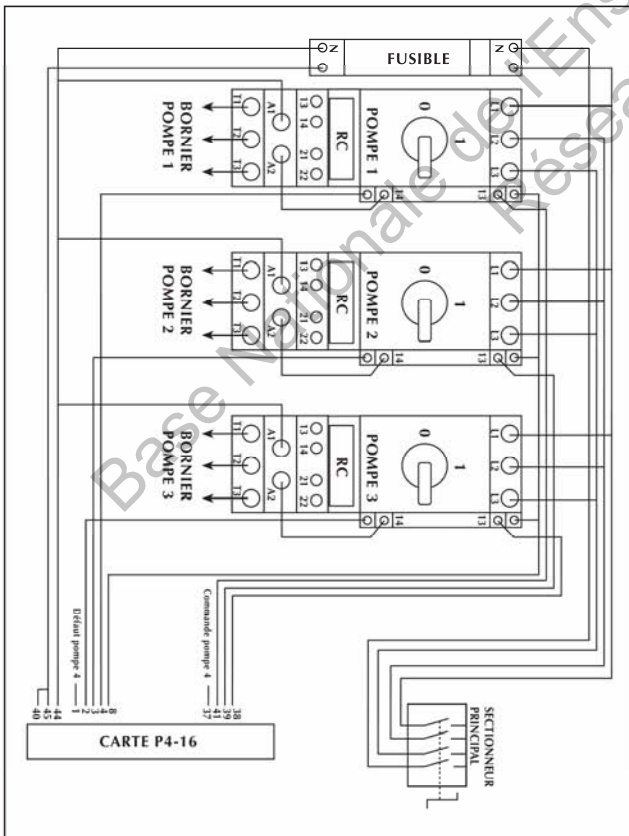 N FUSIBLE N
BORNIER
POMPE 1
T1 T2 T3
A1 A2
13 14 21 22
RC
POMPE 1
0 1
L1 L2 L3
14 13
BORNIER
POMPE 2
T1 T2 T3
A1 A2
13 14 21 22
RC
POMPE 2
0 1
L1 L2 L3
14 13
BORNIER
POMPE 3
T1 T2 T3
A1 A2
13 14 21 22
RC
POMPE 3
0 1
L1 L2 L3
14 13
Défaut pompe 4
Commande pompe 4
40 45 44 1 2 3 4 8 37 41 39 38
CARTE P4-16
SECTIONNEUR
PRINCIPAL
Base Nationale de l'Ens
Résea